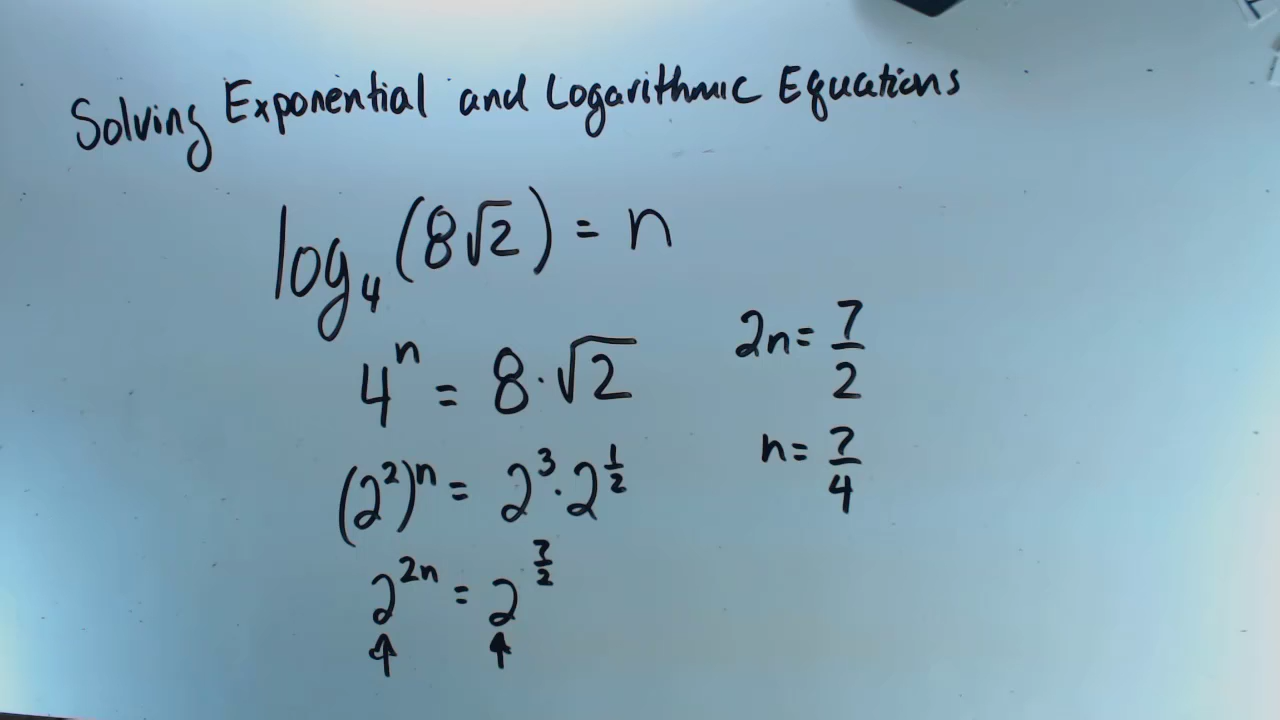 Solving Exponential and Logarithmic Equations
log₄(8√2) = n
4ⁿ = 8·√2
(2²)ⁿ = 2³·2^(1/2)
2^(2n) = 2^(7/2)
2n = 7/2
n = 7/4